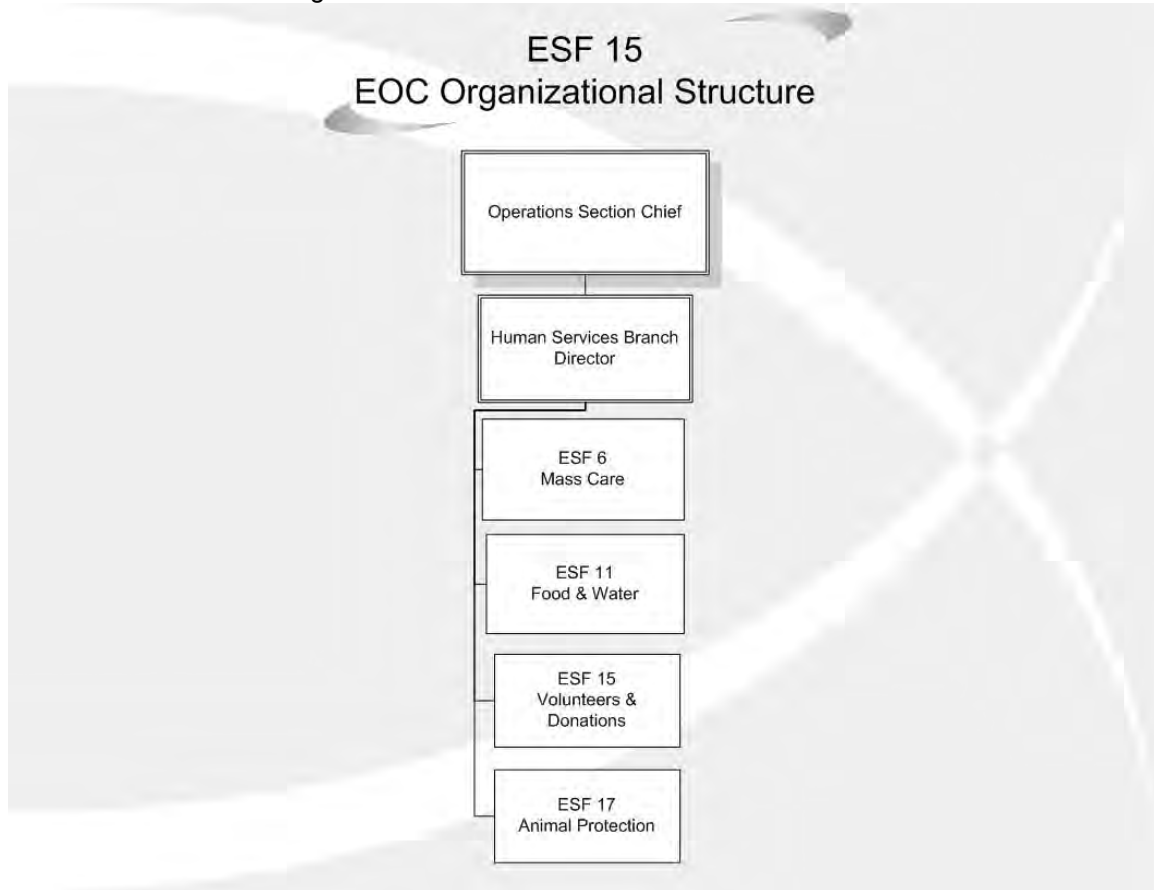 ESF 15
EOC Organizational Structure
Operations Section Chief
Human Services Branch
Director
ESF 6
Mass Care
ESF 11
Food & Water
ESF 15
Volunteers &
Donations
ESF 17
Animal Protection